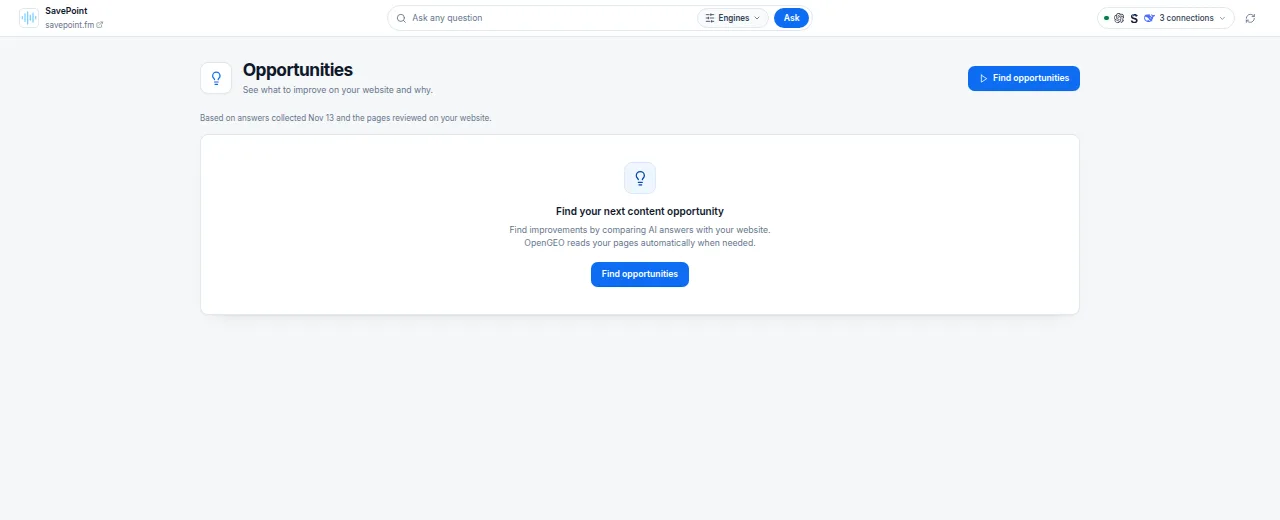 SavePoint
savepoint.fm
Ask any question
Engines
Ask
3 connections
Opportunities
See what to improve on your website and why.
Find opportunities
Based on answers collected Nov 13 and the pages reviewed on your website.
Find your next content opportunity
Find improvements by comparing AI answers with your website.
OpenGEO reads your pages automatically when needed.
Find opportunities